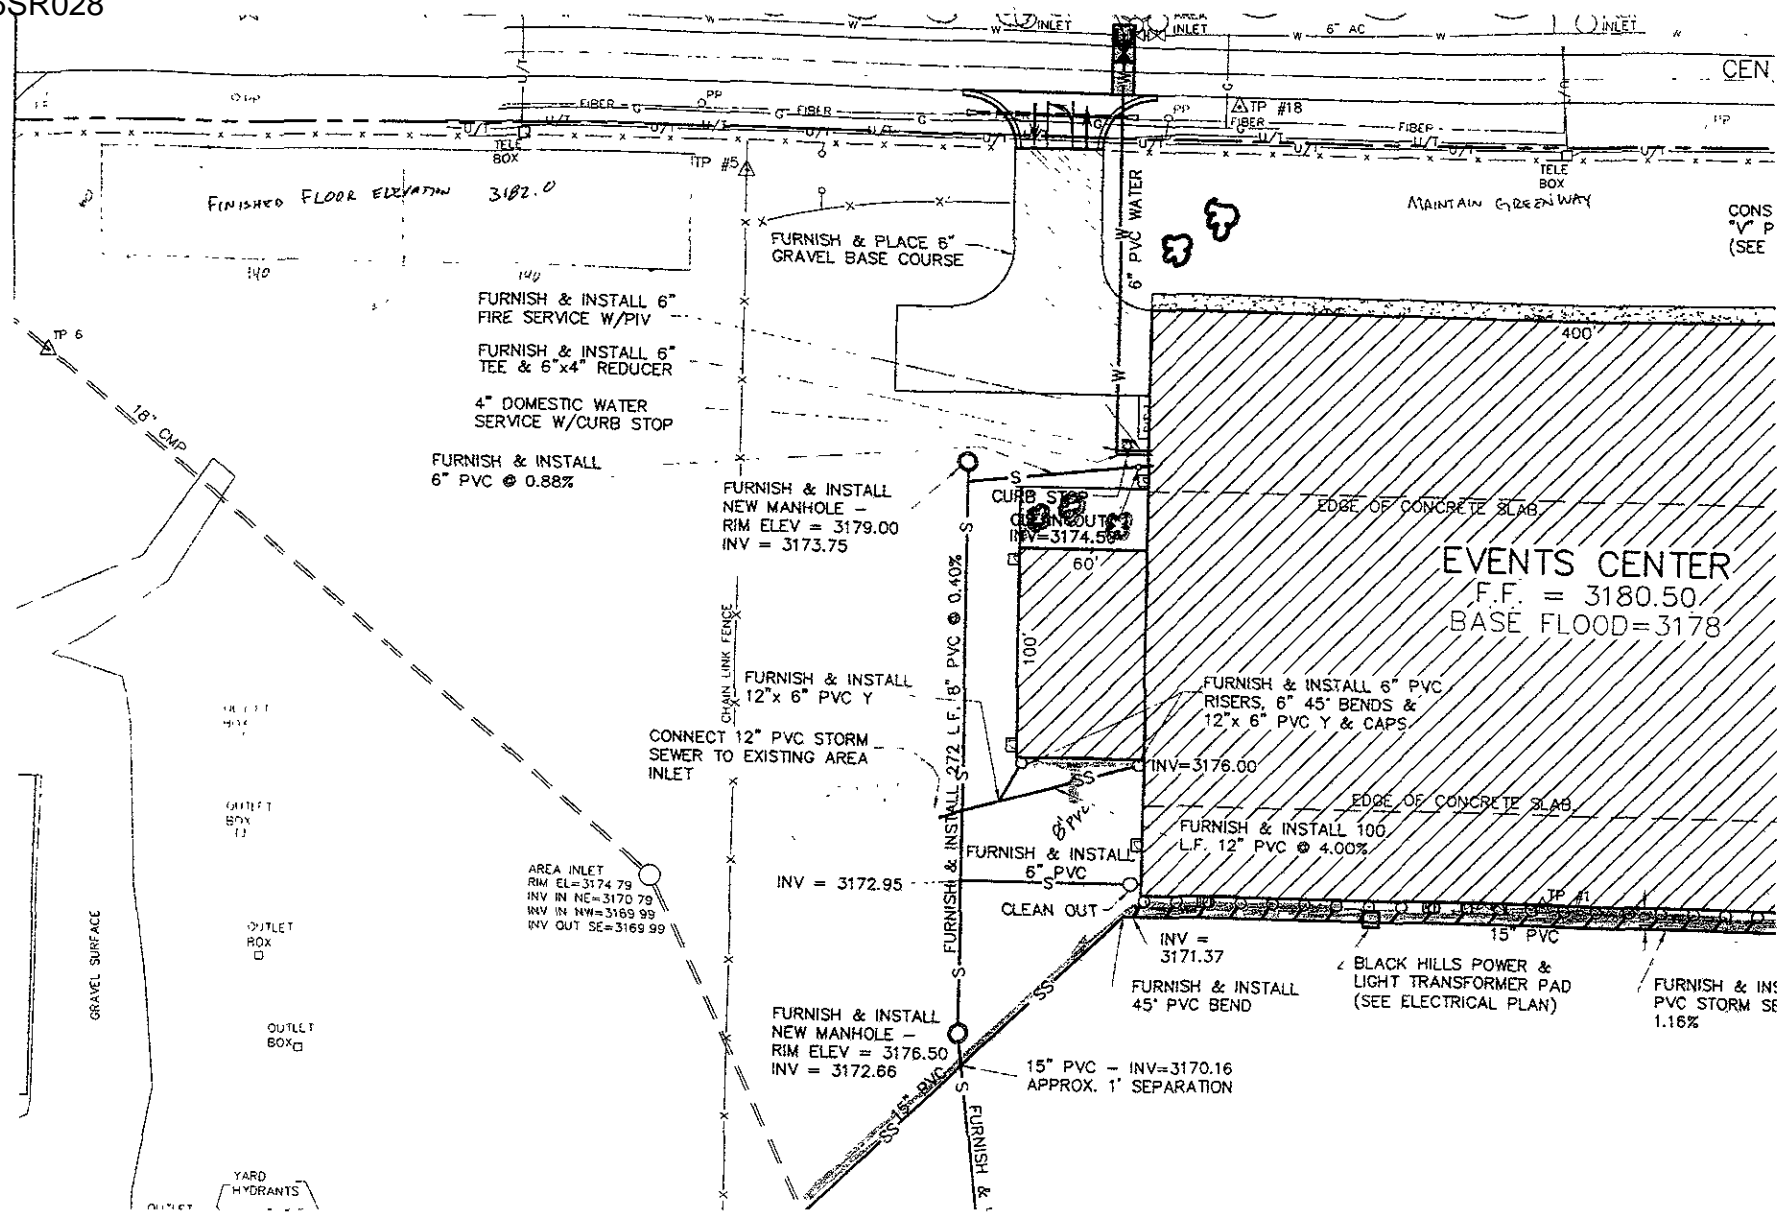 SR028
INLET
AREA
INLET
6" AC
INLET
CEN
PP
FIBER
G
FIBER
PP
TP #18
FIBER
FIBER
PP
U/T
TELE
BOX
TP #5
TELE
BOX
FINISHED FLOOR ELEVATION 3182.0
140
140
MAINTAIN GREENWAY
CONS
"V" P
(SEE
6" PVC WATER
FURNISH & PLACE 6"
GRAVEL BASE COURSE
FURNISH & INSTALL 6"
FIRE SERVICE W/PIV
400'
TP 6
FURNISH & INSTALL 6"
TEE & 6"x4" REDUCER
18" CMP
4" DOMESTIC WATER
SERVICE W/CURB STOP
FURNISH & INSTALL
6" PVC @ 0.88%
FURNISH & INSTALL
NEW MANHOLE –
RIM ELEV = 3179.00
INV = 3173.75
CURB STOP
CLEANOUT
INV=3174.50
EDGE OF CONCRETE SLAB
60'
EVENTS CENTER
F.F. = 3180.50
BASE FLOOD=3178
100'
CHAIN LINK FENCE
FURNISH & INSTALL 272 L.F. 8" PVC @ 0.40%
FURNISH & INSTALL
12"x 6" PVC Y
FURNISH & INSTALL 6" PVC
RISERS, 6" 45° BENDS &
12"x 6" PVC Y & CAPS
CONNECT 12" PVC STORM
SEWER TO EXISTING AREA
INLET
INV=3176.00
EDGE OF CONCRETE SLAB
8" PVC
FURNISH & INSTALL 100
L.F. 12" PVC @ 4.00%
OUTLET
BOX
OUTLET
BOX
FURNISH & INSTALL
6" PVC
AREA INLET
RIM EL=3174.79
INV IN NE=3170.79
INV IN NW=3169.99
INV OUT SE=3169.99
INV = 3172.95
CLEAN OUT
TP #1
15" PVC
OUTLET
BOX
GRAVEL SURFACE
INV =
3171.37
FURNISH & INSTALL
45° PVC BEND
BLACK HILLS POWER &
LIGHT TRANSFORMER PAD
(SEE ELECTRICAL PLAN)
FURNISH & INS
PVC STORM SE
1.16%
OUTLET
BOX
FURNISH & INSTALL
NEW MANHOLE –
RIM ELEV = 3176.50
INV = 3172.66
15" PVC – INV=3170.16
APPROX. 1' SEPARATION
15" PVC
SS
FURNISH &
YARD
HYDRANTS
OUTLET